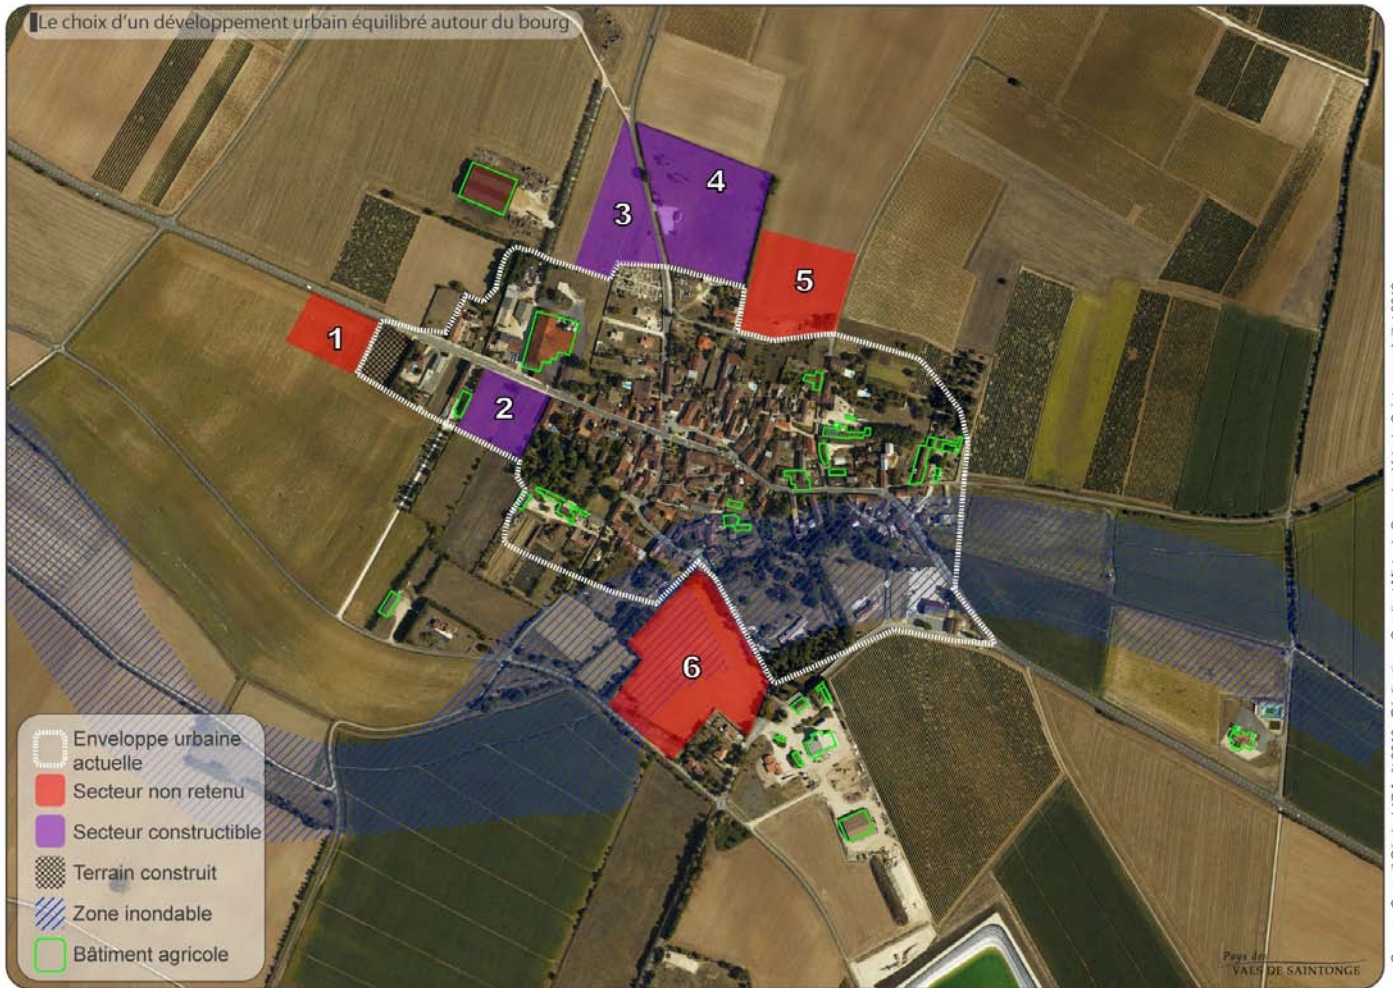 Le choix d'un développement urbain équilibré autour du bourg
4
3
5
1
2
6
Enveloppe urbaine
actuelle
Secteur non retenu
Secteur constructible
Terrain construit
Zone inondable
Bâtiment agricole
Pays des
VALS DE SAINTONGE